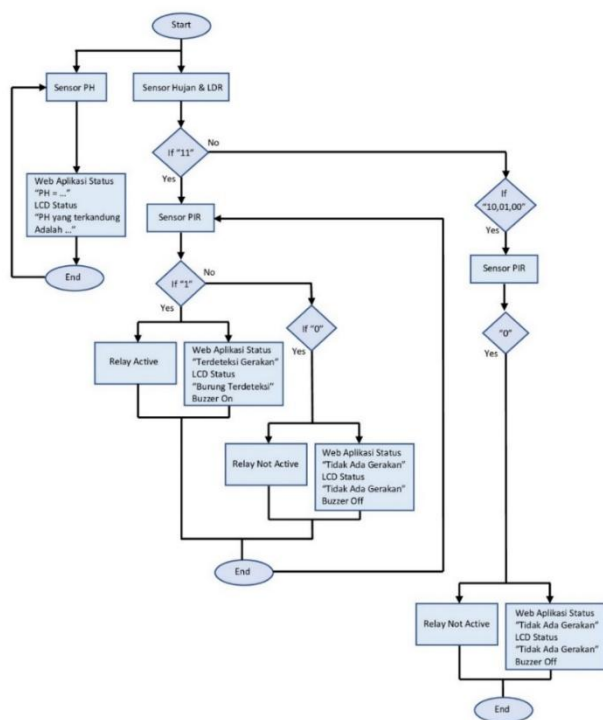 Start
Sensor PH
Sensor Hujan & LDR
If "11"
No
Yes
Web Aplikasi Status
"PH = ..."
LCD Status
"PH yang terkandung
Adalah ..."
End
Sensor PIR
If
"10,01,00"
Yes
Sensor PIR
If "1"
No
Yes
If "0"
"0"
Yes
Relay Active
Web Aplikasi Status
"Terdeteksi Gerakan"
LCD Status
"Burung Terdeteksi"
Buzzer On
Relay Not Active
Web Aplikasi Status
"Tidak Ada Gerakan"
LCD Status
"Tidak Ada Gerakan"
Buzzer Off
End
Relay Not Active
Web Aplikasi Status
"Tidak Ada Gerakan"
LCD Status
"Tidak Ada Gerakan"
Buzzer Off
End